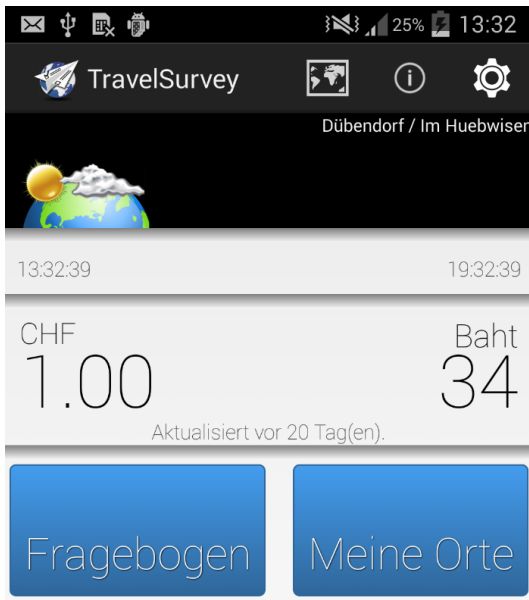 25% 13:32
TravelSurvey
Dübendorf / Im Huebwisen
13:32:39 19:32:39
CHF Baht
1.00 34
Aktualisiert vor 20 Tag(en).
Fragebogen Meine Orte